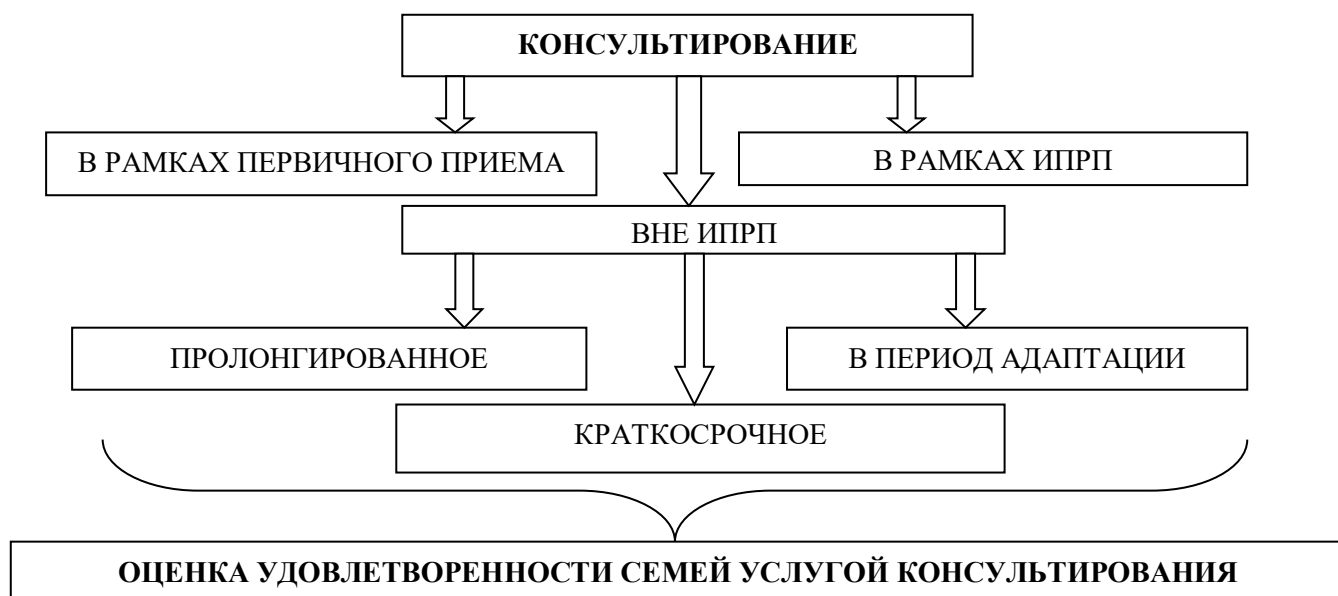 КОНСУЛЬТИРОВАНИЕ
В РАМКАХ ПЕРВИЧНОГО ПРИЕМА
В РАМКАХ ИПРП
ВНЕ ИПРП
ПРОЛОНГИРОВАННОЕ
В ПЕРИОД АДАПТАЦИИ
КРАТКОСРОЧНОЕ
ОЦЕНКА УДОВЛЕТВОРЕННОСТИ СЕМЕЙ УСЛУГОЙ КОНСУЛЬТИРОВАНИЯ